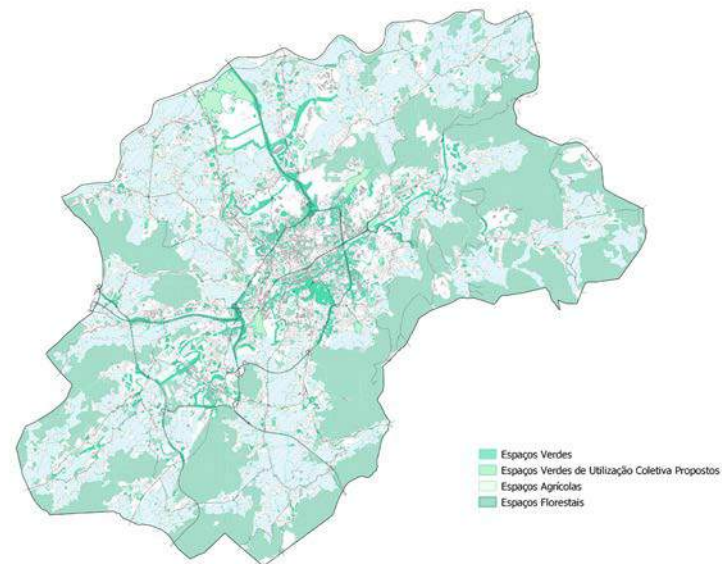 Espaços Verdes
Espaços Verdes de Utilização Coletiva Propostos
Espaços Agrícolas
Espaços Florestais